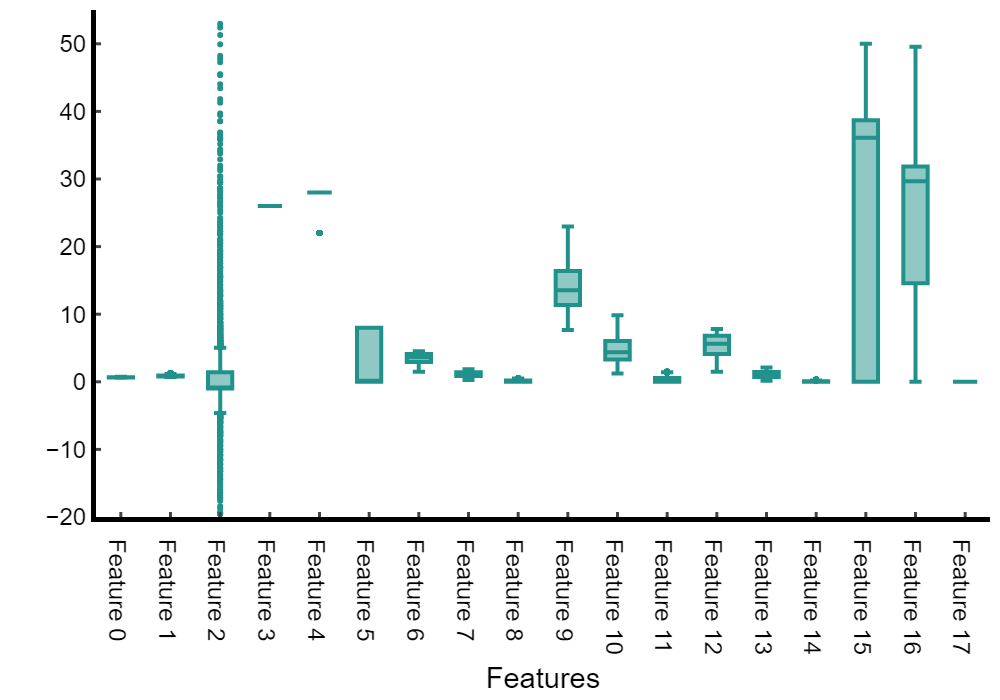 50
40
30
20
10
0
−10
−20
Feature 0
Feature 1
Feature 2
Feature 3
Feature 4
Feature 5
Feature 6
Feature 7
Feature 8
Feature 9
Feature 10
Feature 11
Feature 12
Feature 13
Feature 14
Feature 15
Feature 16
Feature 17
Features